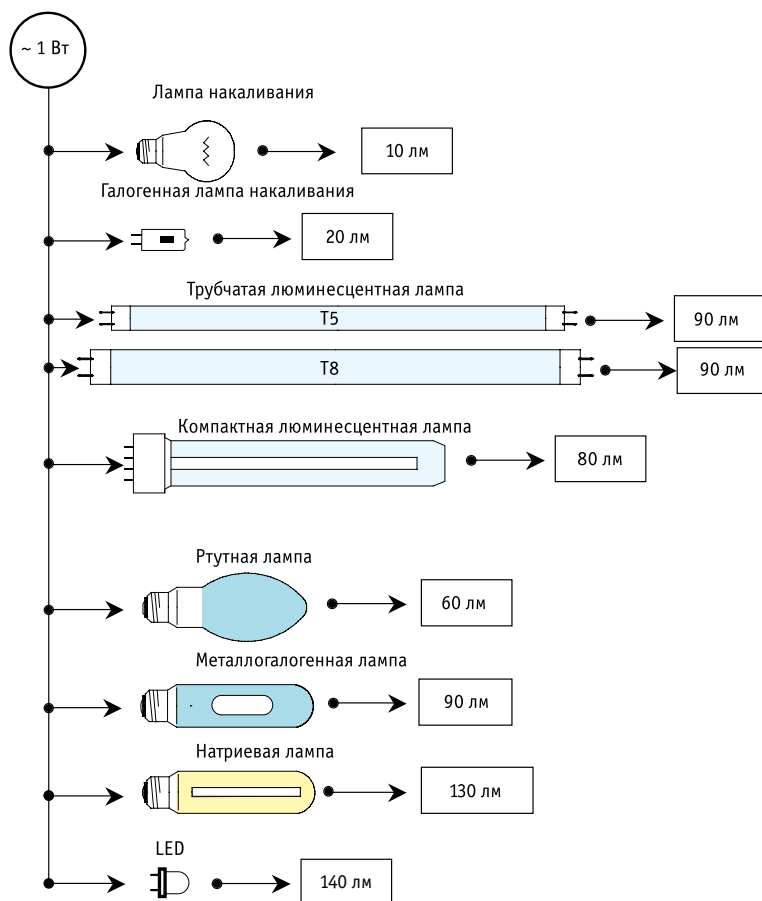 ~ 1 Вт
Лампа накаливания
10 лм
Галогенная лампа накаливания
20 лм
Трубчатая люминесцентная лампа
T5
90 лм
T8
90 лм
Компактная люминесцентная лампа
80 лм
Ртутная лампа
60 лм
Металлогалогенная лампа
90 лм
Натриевая лампа
130 лм
LED
140 лм